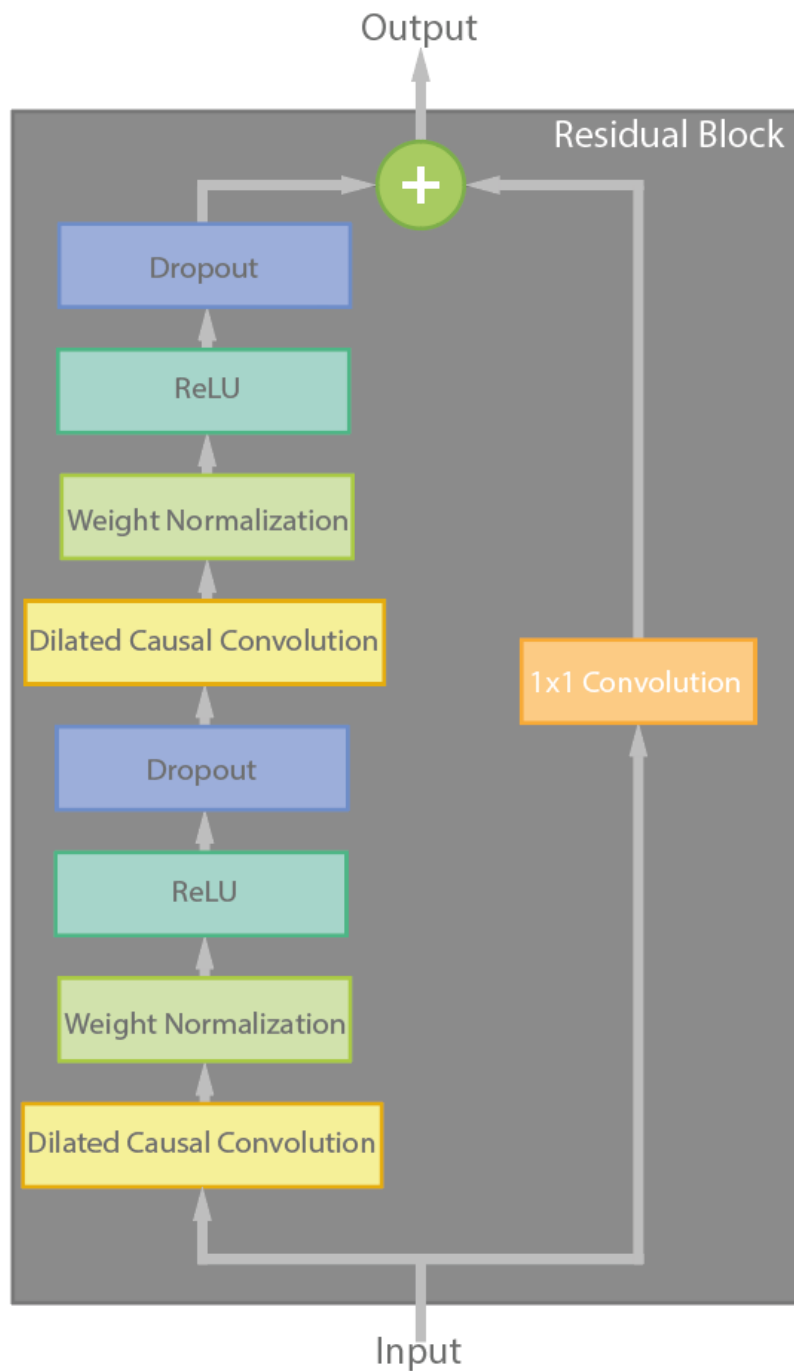 Output
Residual Block
+
Dropout
ReLU
Weight Normalization
Dilated Causal Convolution
1x1 Convolution
Dropout
ReLU
Weight Normalization
Dilated Causal Convolution
Input